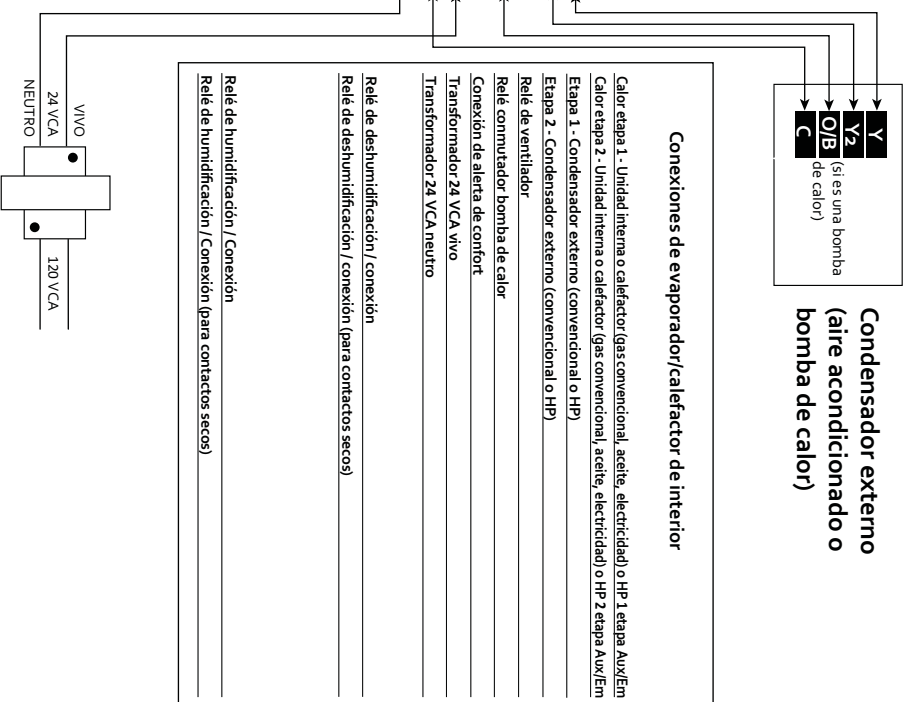 Condensador externo
(aire acondicionado o
bomba de calor)
Y
Y2
O/B
(si es una bomba
de calor)
C
Conexiones de evaporador/calefactor de interior
Calor etapa 1 - Unidad interna o calefactor (gas convencional, aceite, electricidad) o HP 1 etapa Aux/Em
Calor etapa 2 - Unidad interna o calefactor (gas convencional, aceite, electricidad) o HP 2 etapa Aux/Em
Etapa 1 - Condensador externo (convencional o HP)
Etapa 2 - Condensador externo (convencional o HP)
Relé de ventilador
Relé conmutador bomba de calor
Conexión de alerta de confort
Transformador 24 VCA vivo
Transformador 24 VCA neutro
Relé de deshumidificación / conexión
Relé de deshumidificación / conexión (para contactos secos)
Relé de humidificación / Conexión
Relé de humidificación / Conexión (para contactos secos)
VIVO
24 VCA
NEUTRO
120 VCA